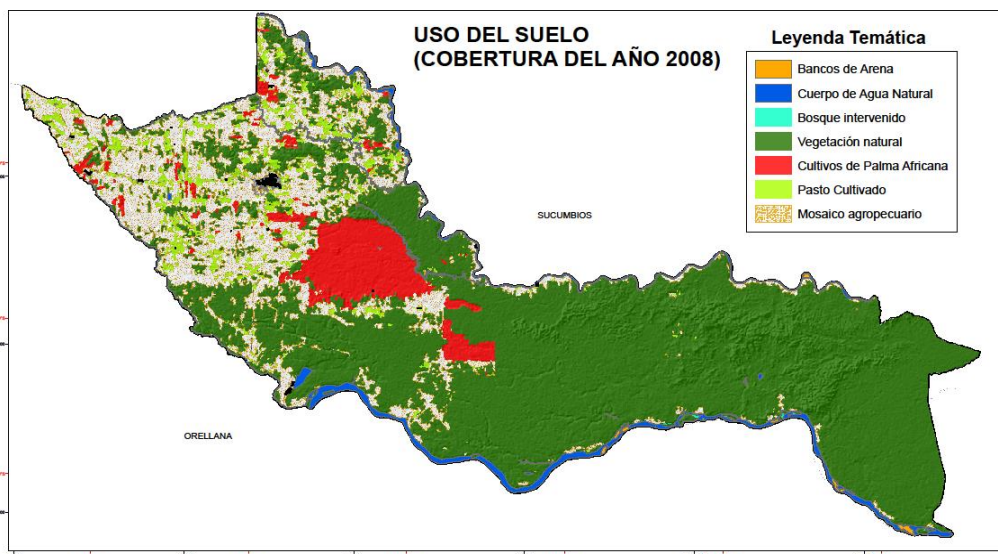 USO DEL SUELO
(COBERTURA DEL AÑO 2008)
Leyenda Temática
Bancos de Arena
Cuerpo de Agua Natural
Bosque intervenido
Vegetación natural
Cultivos de Palma Africana
Pasto Cultivado
Mosaico agropecuario
SUCUMBIOS
ORELLANA